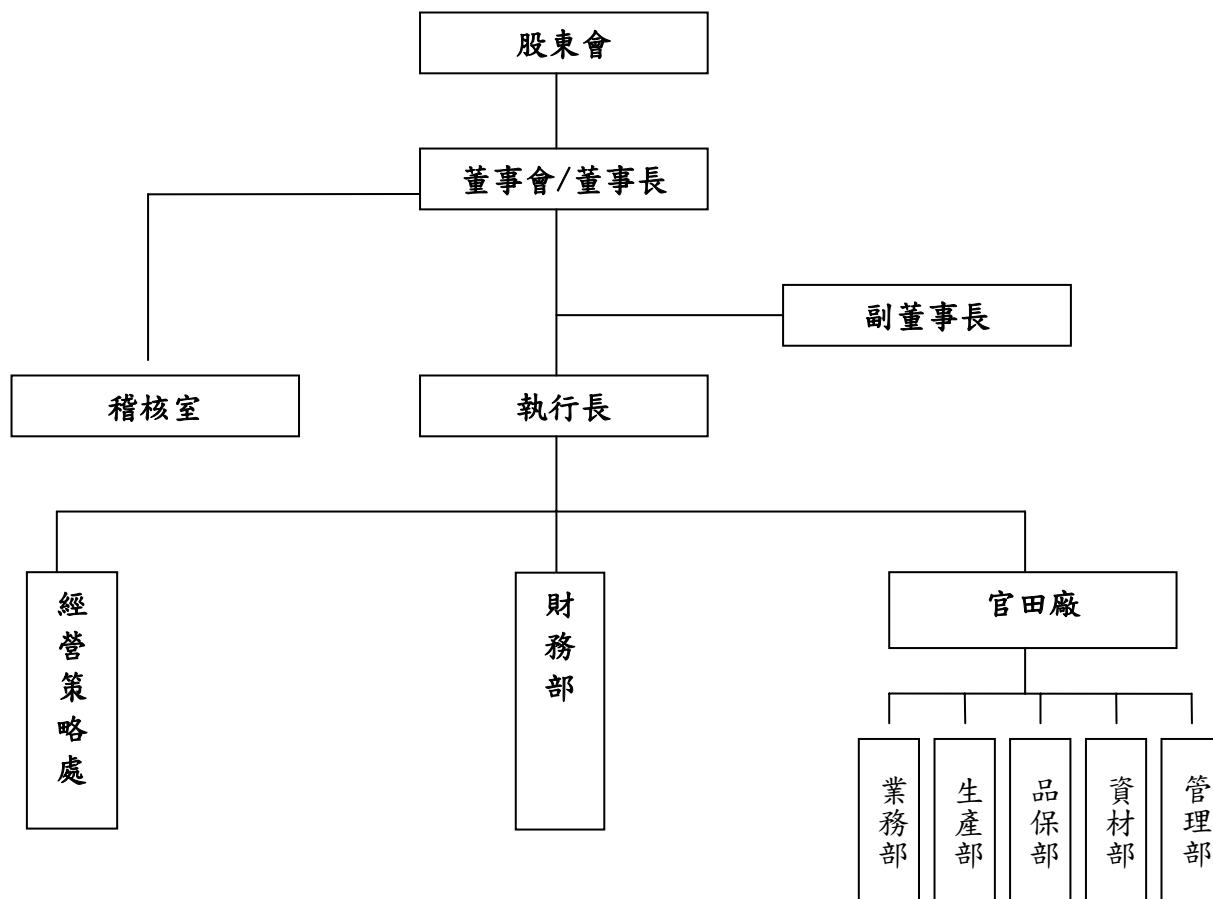 股東會
董事會/董事長
副董事長
稽核室
執行長
經營策略處
財務部
官田廠
業務部
生產部
品保部
資材部
管理部